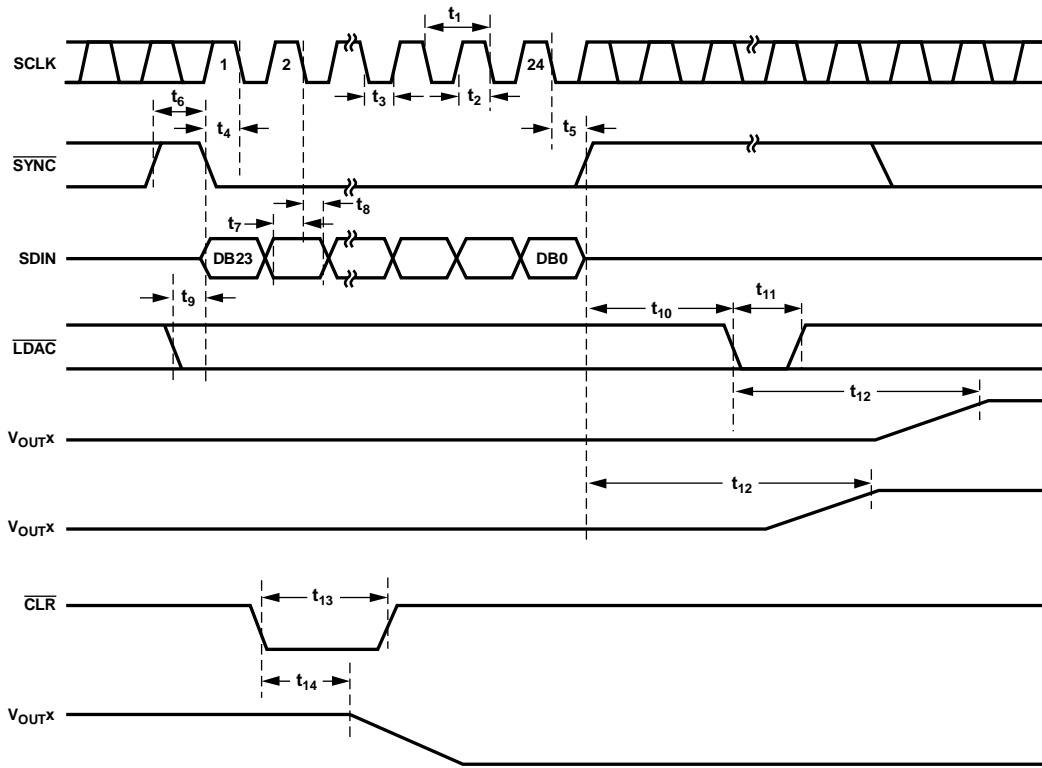 t1
SCLK 1 2 24
t3 t2
t6
t4 t5
SYNC
t8
t7
SDIN DB23 DB0
t9 t11
t10
LDAC
t12
VOUTX
t12
VOUTX
t13
CLR
t14
VOUTX